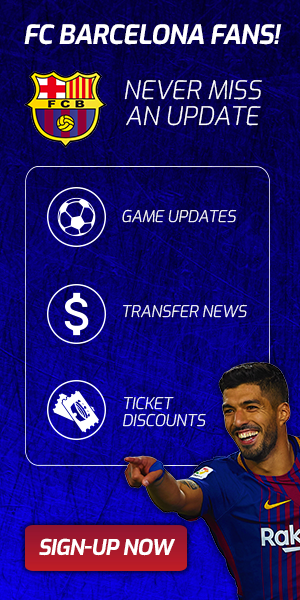 FC BARCELONA FANS!
FCB
NEVER MISS
AN UPDATE
GAME UPDATES
$
TRANSFER NEWS
TICKET
DISCOUNTS
Rak
SIGN-UP NOW